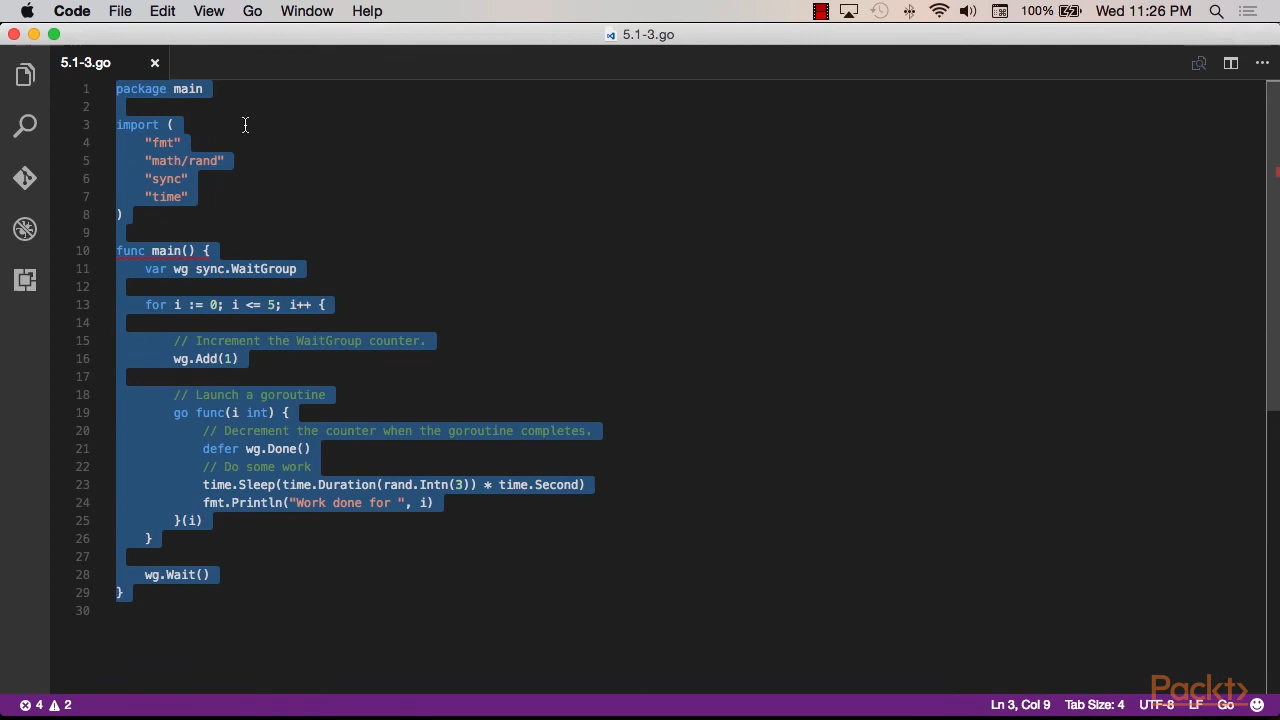 Code File Edit View Go Window Help 100% Wed 11:26 PM
5.1-3.go
5.1-3.go
1 package main
2
3 import (
4 "fmt"
5 "math/rand"
6 "sync"
7 "time"
8 )
9
10 func main() {
11 var wg sync.WaitGroup
12
13 for i := 0; i <= 5; i++ {
14
15 // Increment the WaitGroup counter.
16 wg.Add(1)
17
18 // Launch a goroutine
19 go func(i int) {
20 // Decrement the counter when the goroutine completes.
21 defer wg.Done()
22 // Do some work
23 time.Sleep(time.Duration(rand.Intn(3)) * time.Second)
24 fmt.Println("Work done for ", i)
25 }(i)
26 }
27
28 wg.Wait()
29 }
30
Packt>
4 2 Ln 3, Col 9 Tab Size: 4 UTF-8 LF Go